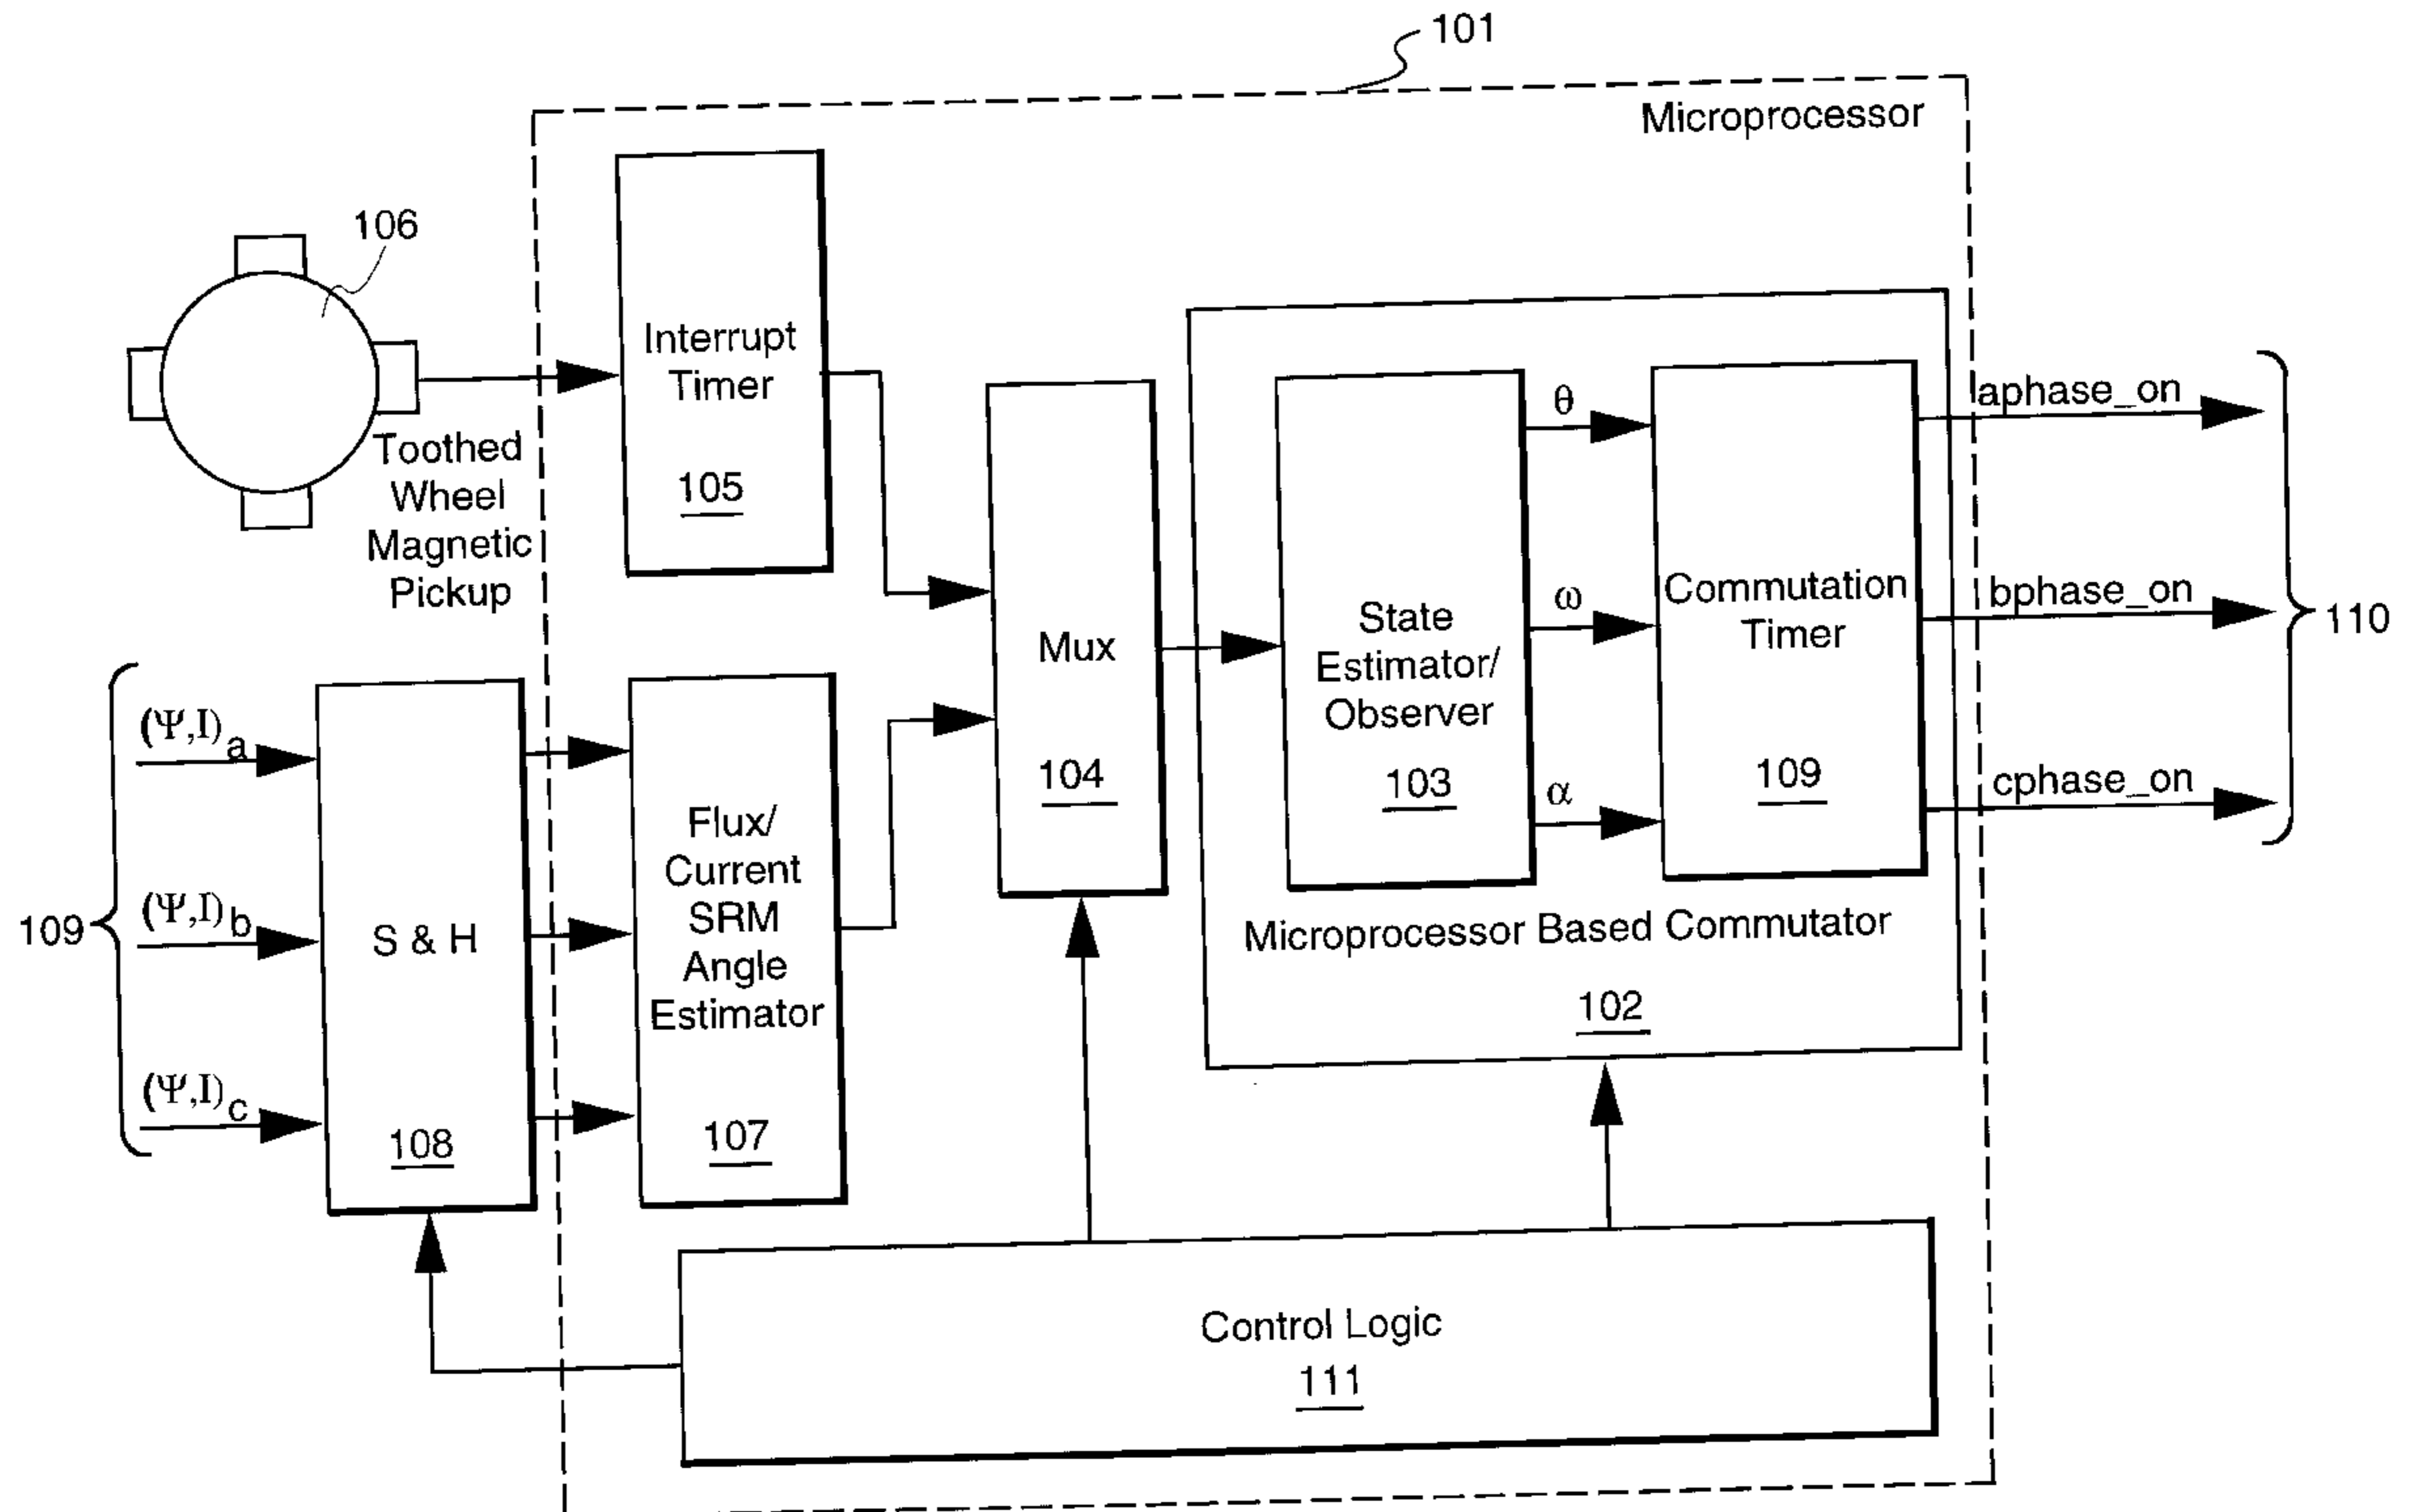 101
Microprocessor
106
Toothed
Wheel
Magnetic
Pickup
Interrupt
Timer
105
109
(Ψ,I)a
(Ψ,I)b
(Ψ,I)c
S & H
108
Flux/
Current
SRM
Angle
Estimator
107
Mux
104
State
Estimator/
Observer
103
θ
ω
α
Commutation
Timer
109
Microprocessor Based Commutator
102
aphase_on
bphase_on
cphase_on
110
Control Logic
111